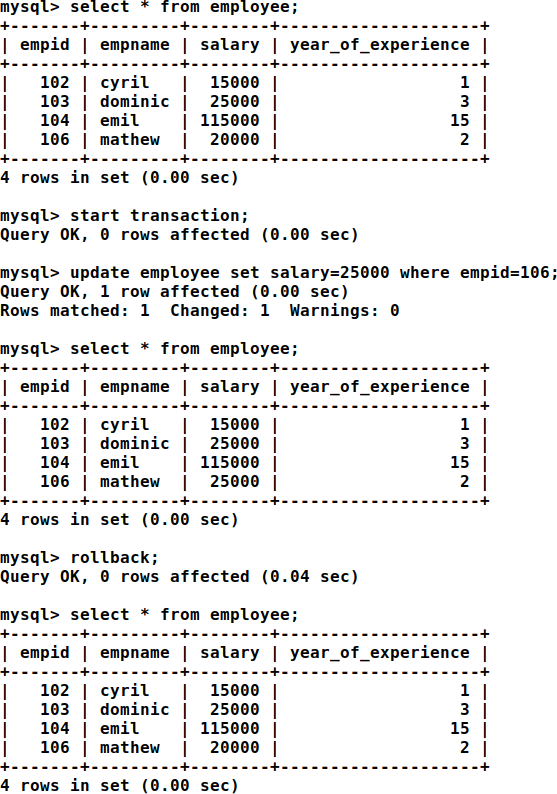 mysql> select * from employee;
+-------+---------+--------+--------------------+
| empid | empname | salary | year_of_experience |
+-------+---------+--------+--------------------+
|   102 | cyril   |  15000 |                  1 |
|   103 | dominic |  25000 |                  3 |
|   104 | emil    | 115000 |                 15 |
|   106 | mathew  |  20000 |                  2 |
+-------+---------+--------+--------------------+
4 rows in set (0.00 sec)
mysql> start transaction;
Query OK, 0 rows affected (0.00 sec)
mysql> update employee set salary=25000 where empid=106;
Query OK, 1 row affected (0.00 sec)
Rows matched: 1  Changed: 1  Warnings: 0
mysql> select * from employee;
+-------+---------+--------+--------------------+
| empid | empname | salary | year_of_experience |
+-------+---------+--------+--------------------+
|   102 | cyril   |  15000 |                  1 |
|   103 | dominic |  25000 |                  3 |
|   104 | emil    | 115000 |                 15 |
|   106 | mathew  |  25000 |                  2 |
+-------+---------+--------+--------------------+
4 rows in set (0.00 sec)
mysql> rollback;
Query OK, 0 rows affected (0.04 sec)
mysql> select * from employee;
+-------+---------+--------+--------------------+
| empid | empname | salary | year_of_experience |
+-------+---------+--------+--------------------+
|   102 | cyril   |  15000 |                  1 |
|   103 | dominic |  25000 |                  3 |
|   104 | emil    | 115000 |                 15 |
|   106 | mathew  |  20000 |                  2 |
+-------+---------+--------+--------------------+
4 rows in set (0.00 sec)